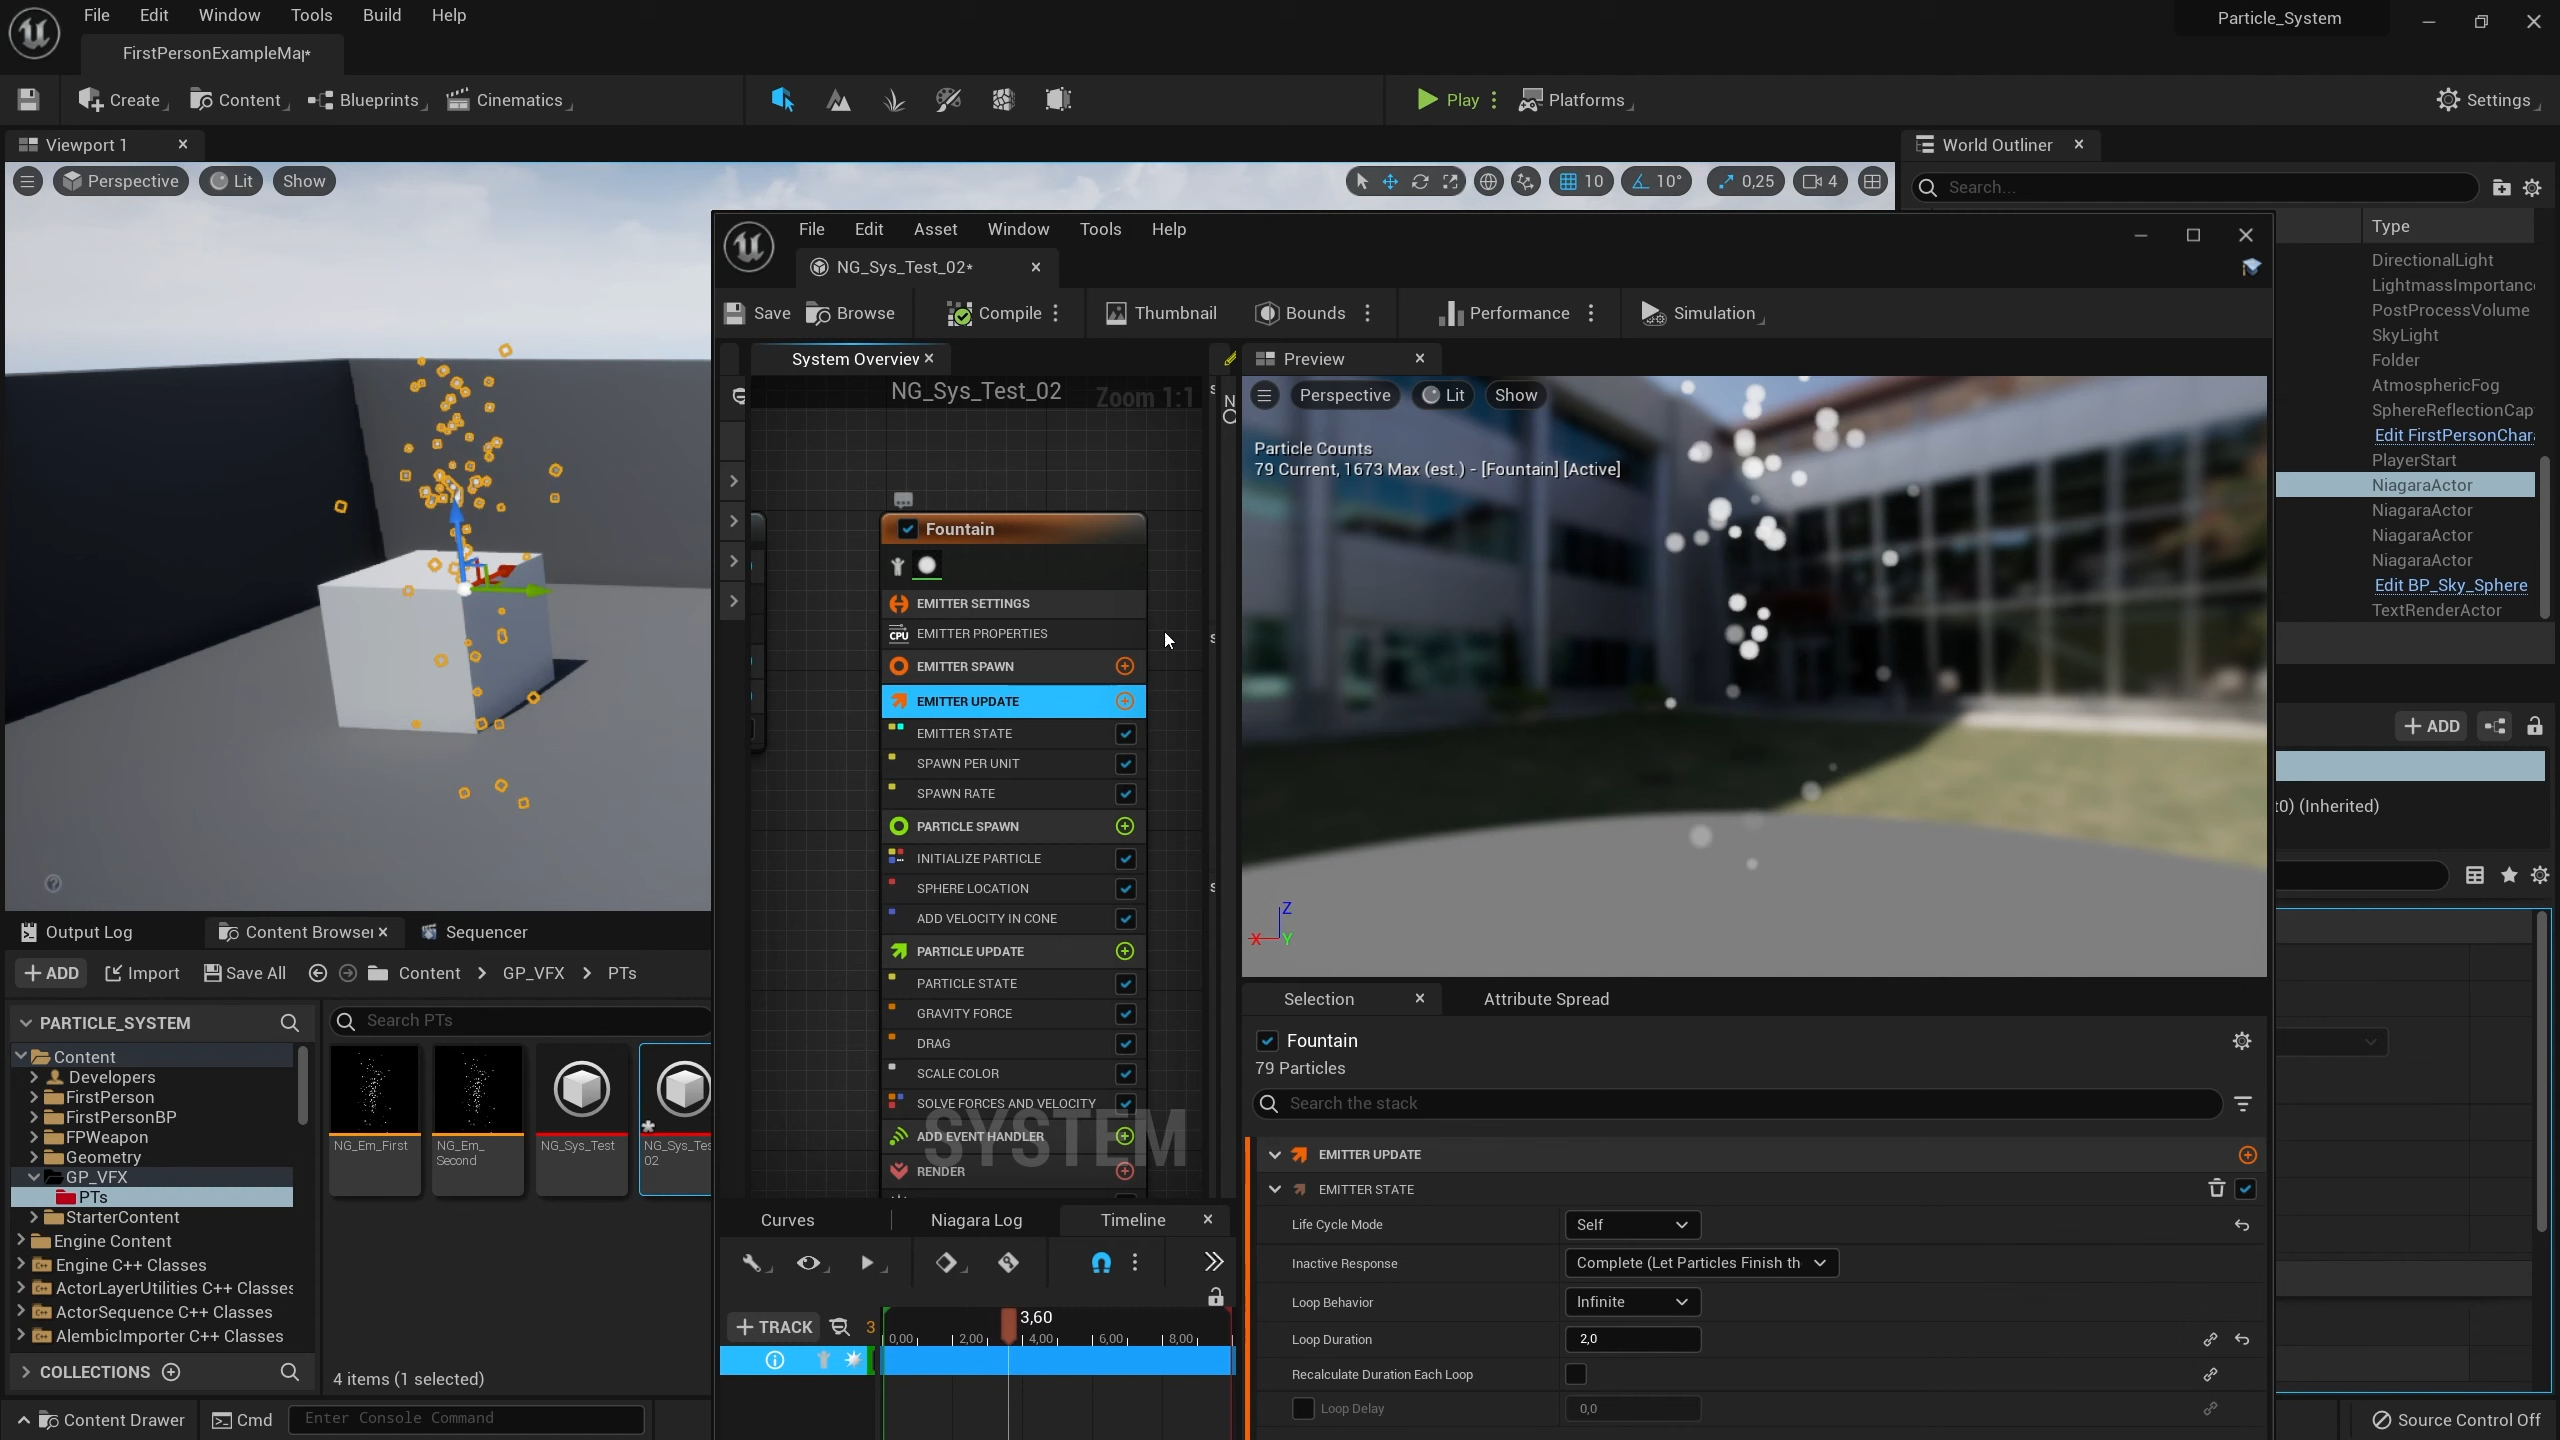 File Edit Window Tools Build Help
Particle_System
FirstPersonExampleMap*
Create Content Blueprints Cinematics
Play Platforms
Settings
Viewport 1
World Outliner
Perspective Lit Show
10 10° 0,25 4
Search...
Type
DirectionalLight
LightmassImportanc
PostProcessVolume
SkyLight
Folder
AtmosphericFog
SphereReflectionCap
Edit FirstPersonChar
PlayerStart
NiagaraActor
NiagaraActor
NiagaraActor
NiagaraActor
Edit BP_Sky_Sphere
TextRenderActor
File Edit Asset Window Tools Help
NG_Sys_Test_02*
Save Browse Compile Thumbnail Bounds Performance Simulation
System Overview
NG_Sys_Test_02
Zoom 1:1
Preview
Perspective Lit Show
Particle Counts
79 Current, 1673 Max (est.) - [Fountain] [Active]
Z
X Y
Fountain
EMITTER SETTINGS
CPU EMITTER PROPERTIES
EMITTER SPAWN
EMITTER UPDATE
EMITTER STATE
SPAWN PER UNIT
SPAWN RATE
PARTICLE SPAWN
INITIALIZE PARTICLE
SPHERE LOCATION
ADD VELOCITY IN CONE
PARTICLE UPDATE
PARTICLE STATE
GRAVITY FORCE
DRAG
SCALE COLOR
SOLVE FORCES AND VELOCITY
ADD EVENT HANDLER
RENDER
SYSTEM
ADD
t0) (Inherited)
Selection Attribute Spread
Fountain
79 Particles
Search the stack
EMITTER UPDATE
EMITTER STATE
Life Cycle Mode Self
Inactive Response Complete (Let Particles Finish th
Loop Behavior Infinite
Loop Duration 2,0
Recalculate Duration Each Loop
Loop Delay 0,0
Curves Niagara Log Timeline
TRACK 3
3,60
0,00 2,00 4,00 6,00 8,00
Output Log Content Browser Sequencer
ADD Import Save All Content GP_VFX PTs
PARTICLE_SYSTEM
Search PTs
Content
Developers
FirstPerson
FirstPersonBP
FPWeapon
Geometry
GP_VFX
PTs
StarterContent
Engine Content
Engine C++ Classes
ActorLayerUtilities C++ Classes
ActorSequence C++ Classes
AlembicImporter C++ Classes
COLLECTIONS
NG_Em_First
NG_Em_
Second
NG_Sys_Test
NG_Sys_Tes
02
4 items (1 selected)
Content Drawer Cmd Enter Console Command
Source Control Off